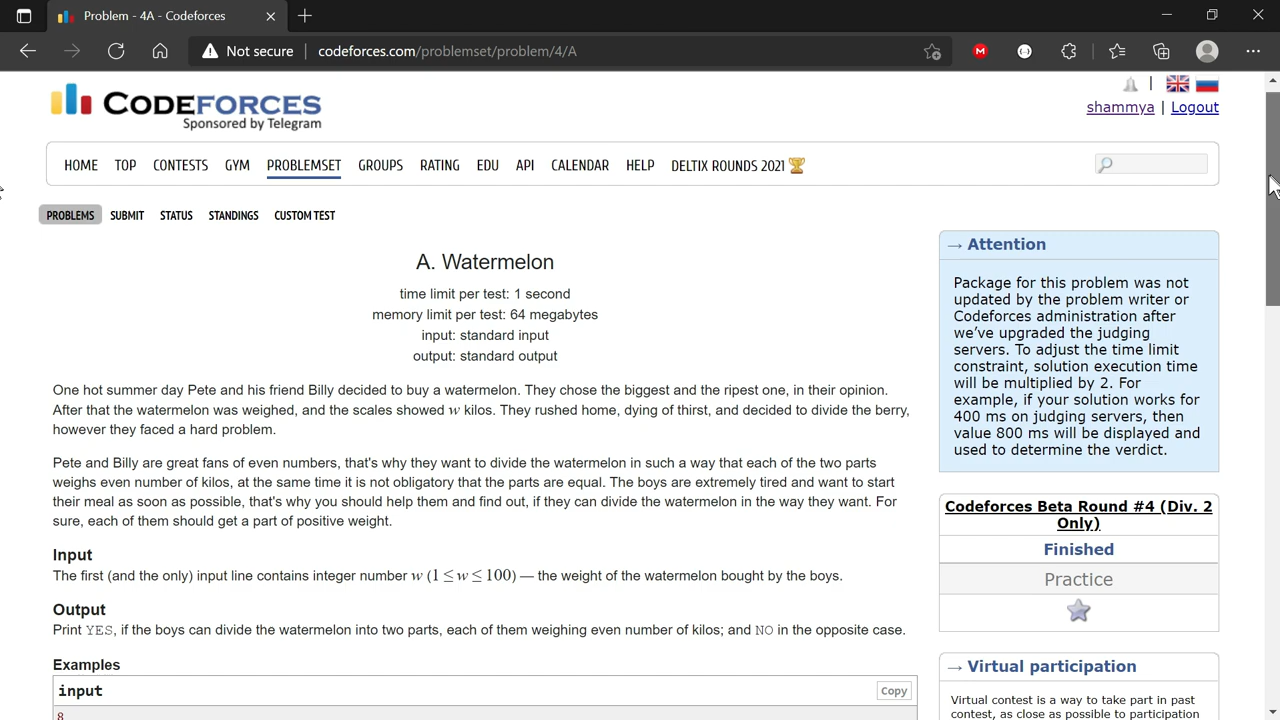 Problem - 4A - Codeforces
Not secure codeforces.com/problemset/problem/4/A
CODEFORCES
Sponsored by Telegram
shammya | Logout
HOME TOP CONTESTS GYM PROBLEMSET GROUPS RATING EDU API CALENDAR HELP DELTIX ROUNDS 2021
PROBLEMS SUBMIT STATUS STANDINGS CUSTOM TEST
A. Watermelon
time limit per test: 1 second
memory limit per test: 64 megabytes
input: standard input
output: standard output
One hot summer day Pete and his friend Billy decided to buy a watermelon. They chose the biggest and the ripest one, in their opinion.
After that the watermelon was weighed, and the scales showed w kilos. They rushed home, dying of thirst, and decided to divide the berry,
however they faced a hard problem.
Pete and Billy are great fans of even numbers, that's why they want to divide the watermelon in such a way that each of the two parts
weighs even number of kilos, at the same time it is not obligatory that the parts are equal. The boys are extremely tired and want to start
their meal as soon as possible, that's why you should help them and find out, if they can divide the watermelon in the way they want. For
sure, each of them should get a part of positive weight.
Input
The first (and the only) input line contains integer number w (1 ≤ w ≤ 100) — the weight of the watermelon bought by the boys.
Output
Print YES, if the boys can divide the watermelon into two parts, each of them weighing even number of kilos; and NO in the opposite case.
Examples
input
Copy
8
→ Attention
Package for this problem was not
updated by the problem writer or
Codeforces administration after
we've upgraded the judging
servers. To adjust the time limit
constraint, solution execution time
will be multiplied by 2. For
example, if your solution works for
400 ms on judging servers, then
value 800 ms will be displayed and
used to determine the verdict.
Codeforces Beta Round #4 (Div. 2
Only)
Finished
Practice
→ Virtual participation
Virtual contest is a way to take part in past
contest, as close as possible to participation